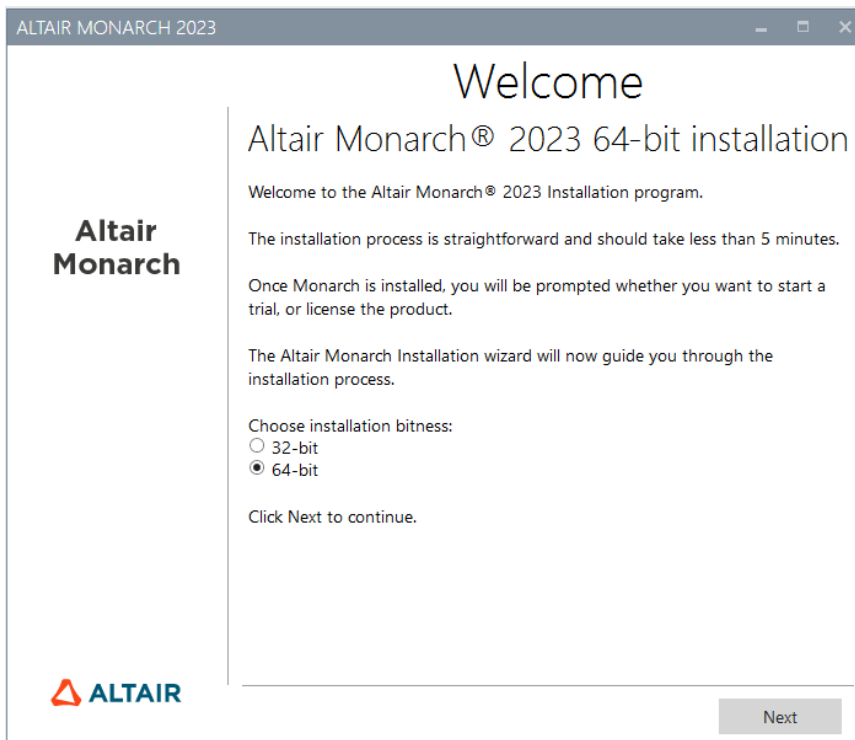 ALTAIR MONARCH 2023
Welcome
Altair Monarch® 2023 64-bit installation
Welcome to the Altair Monarch® 2023 Installation program.
Altair
Monarch
The installation process is straightforward and should take less than 5 minutes.
Once Monarch is installed, you will be prompted whether you want to start a
trial, or license the product.
The Altair Monarch Installation wizard will now guide you through the
installation process.
Choose installation bitness:
32-bit
64-bit
Click Next to continue.
ALTAIR
Next